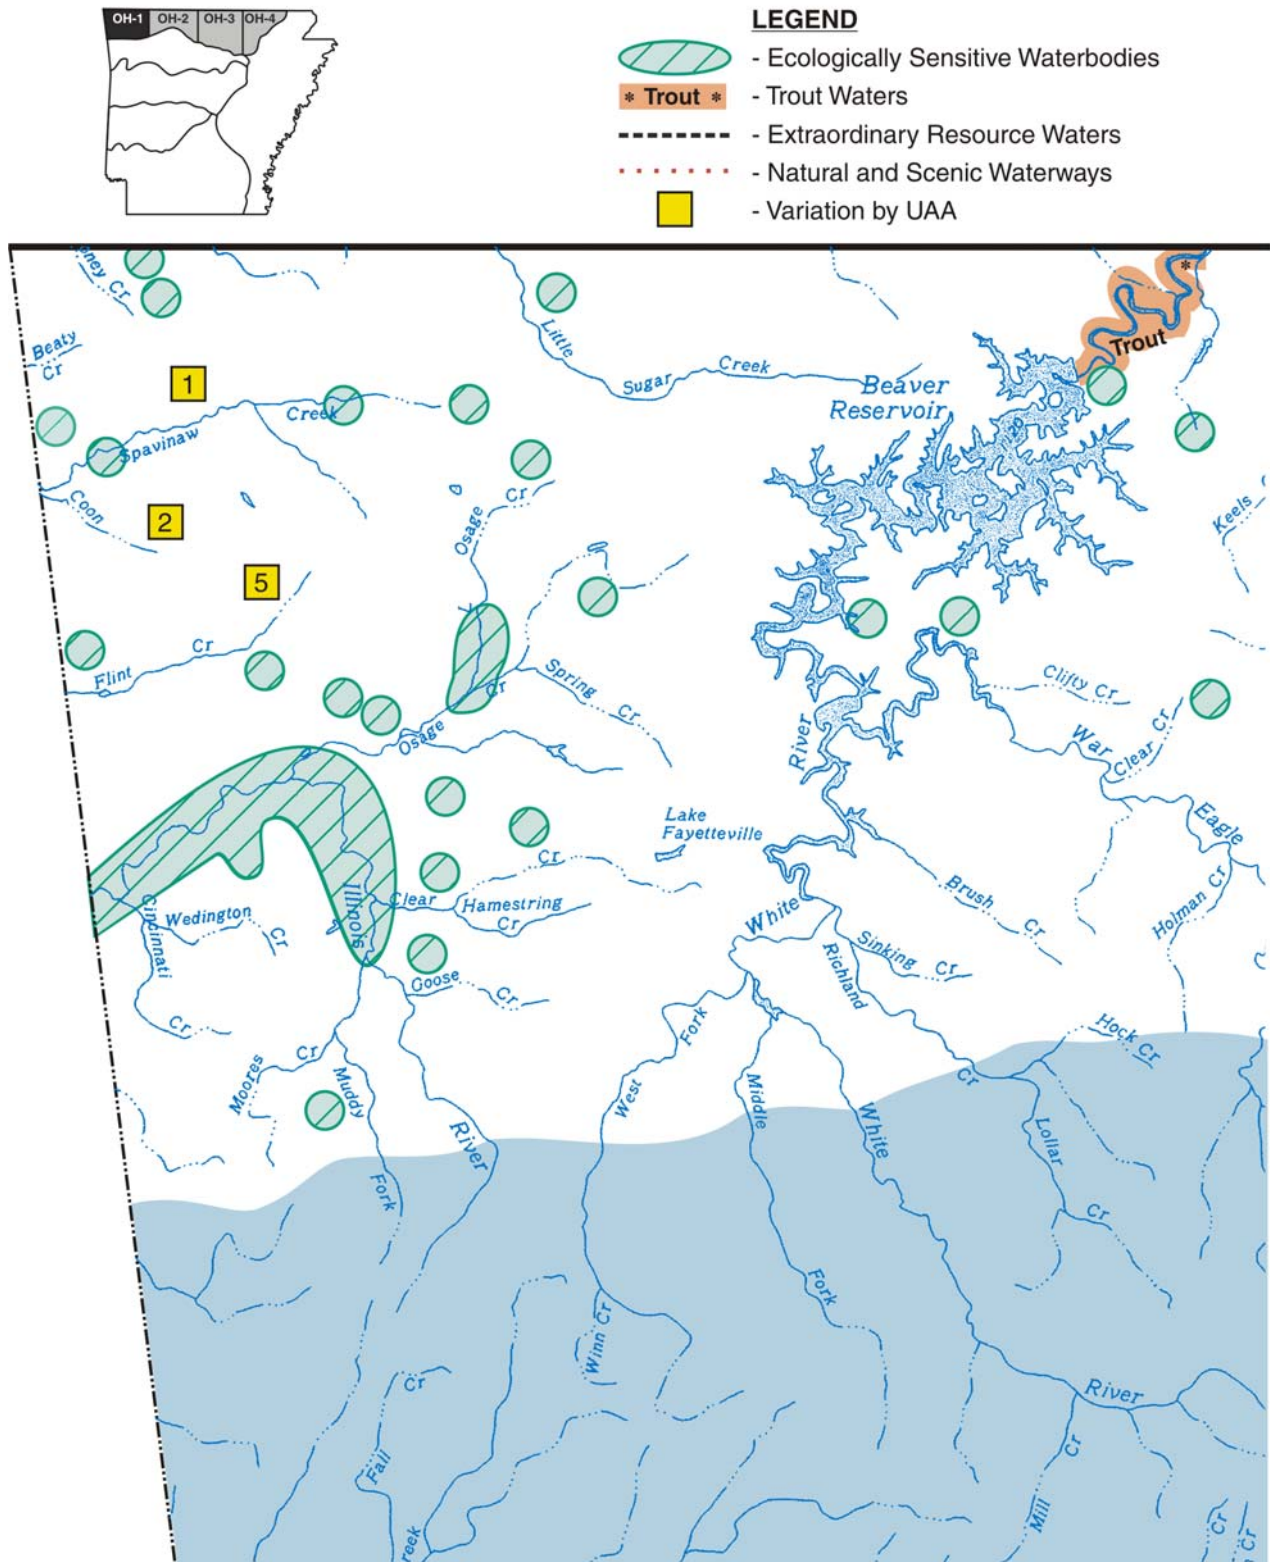 OH-1
OH-2
OH-3
OH-4
LEGEND
- Ecologically Sensitive Waterbodies
* Trout *
- Trout Waters
- Extraordinary Resource Waters
- Natural and Scenic Waterways
- Variation by UAA
oney Cr
Beaty
Cr
1
Spavinaw
Creek
Little
Sugar
Creek
Beaver
Reservoir
20
*
Trout
Coon
2
5
Osage
Cr
Keels
Flint
Cr
Cr
Spring
Cr
Osage
River
Clifty Cr
War
Clear Cr
Eagle
Lake
Fayetteville
Illinois
Clear
Cr
Hamestring
Cr
Cincinnati
Cr
Wedington
Cr
Goose
Cr
White
Richland
Cr
Sinking
Cr
Brush
Cr
Holman Cr
Hock Cr
Moores
Cr
Muddy
Fork
River
West
Fork
Middle
Fork
White
River
Lollar
Cr
Winn Cr
Cr
Fall
reek
Mill
Cr
Cr
Cr